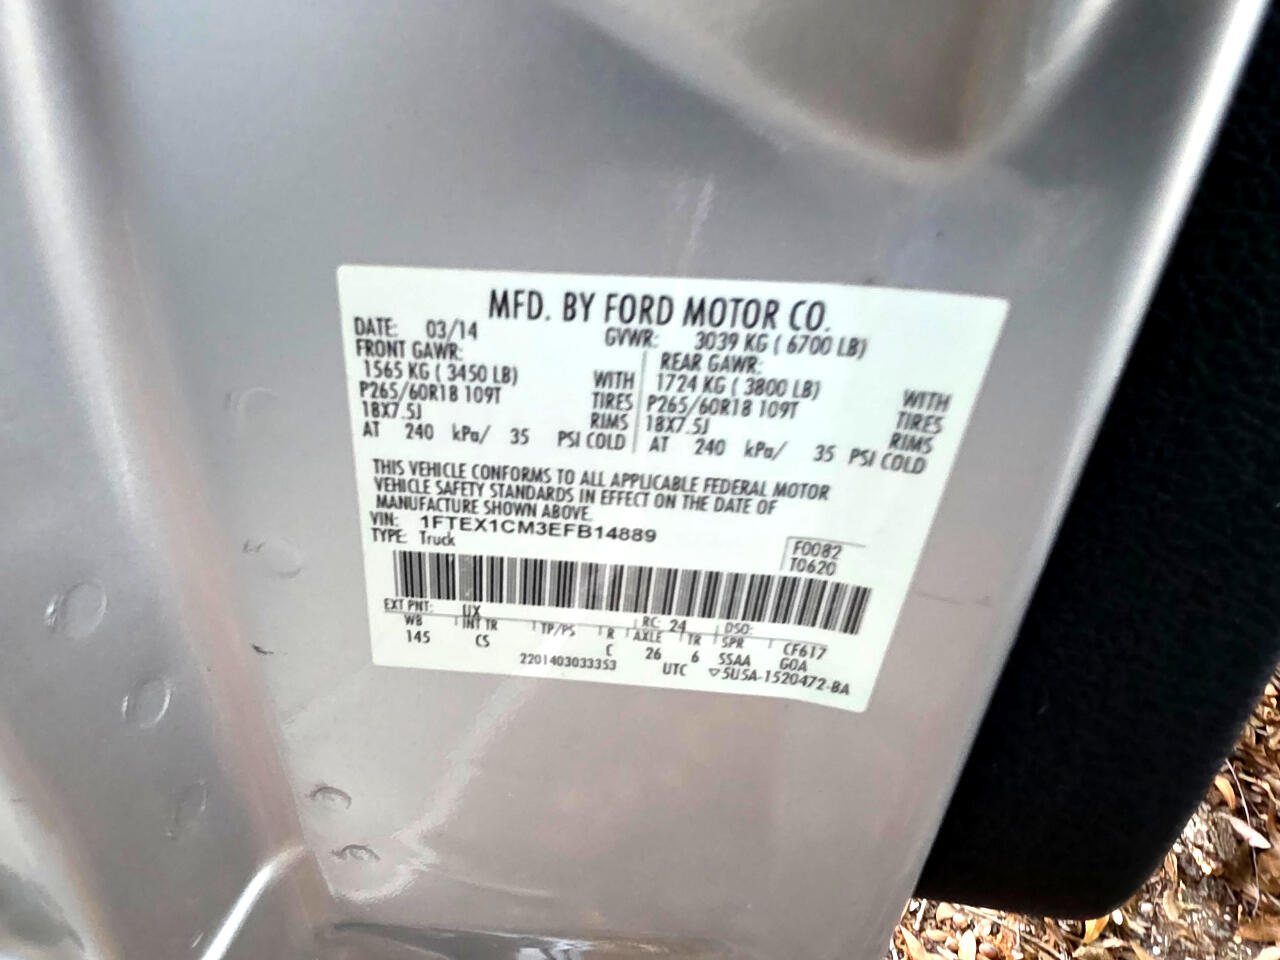 MFD. BY FORD MOTOR CO.
DATE: 03/14 GVWR: 3039 KG ( 6700 LB)
FRONT GAWR: REAR GAWR:
1565 KG ( 3450 LB) WITH 1724 KG ( 3800 LB) WITH
P265/60R18 109T TIRES P265/60R18 109T TIRES
18X7.5J RIMS 18X7.5J RIMS
AT 240 kPa/ 35 PSI COLD AT 240 kPa/ 35 PSI COLD
THIS VEHICLE CONFORMS TO ALL APPLICABLE FEDERAL MOTOR
VEHICLE SAFETY STANDARDS IN EFFECT ON THE DATE OF
MANUFACTURE SHOWN ABOVE.
VIN: 1FTEX1CM3EFB14889
TYPE: Truck
F0082
T0620
EXT PNT: UX RC: 24 DSO:
WB INT TR TP/PS R AXLE TR SPR CF617
145 CS C 26 6 SSAA GOA
2201403033353 UTC ▽5U5A-1520472-BA